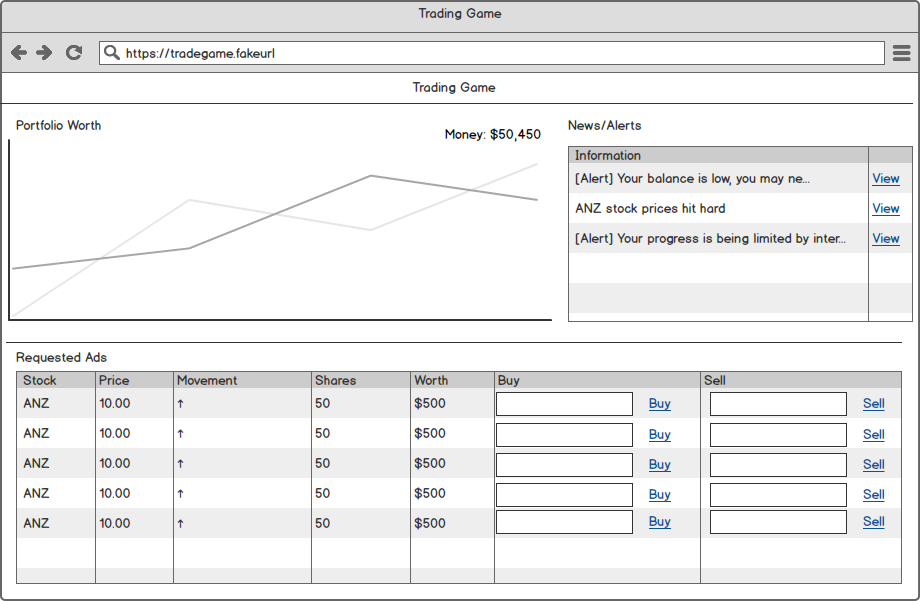 Trading Game
https://tradegame.fakeurl
Trading Game
Portfolio Worth
Money: $50,450
News/Alerts
Information
[Alert] Your balance is low, you may ne... View
ANZ stock prices hit hard View
[Alert] Your progress is being limited by inter... View
Requested Ads
Stock Price Movement Shares Worth Buy Sell
ANZ 10.00 ↑ 50 $500 Buy Sell
ANZ 10.00 ↑ 50 $500 Buy Sell
ANZ 10.00 ↑ 50 $500 Buy Sell
ANZ 10.00 ↑ 50 $500 Buy Sell
ANZ 10.00 ↑ 50 $500 Buy Sell